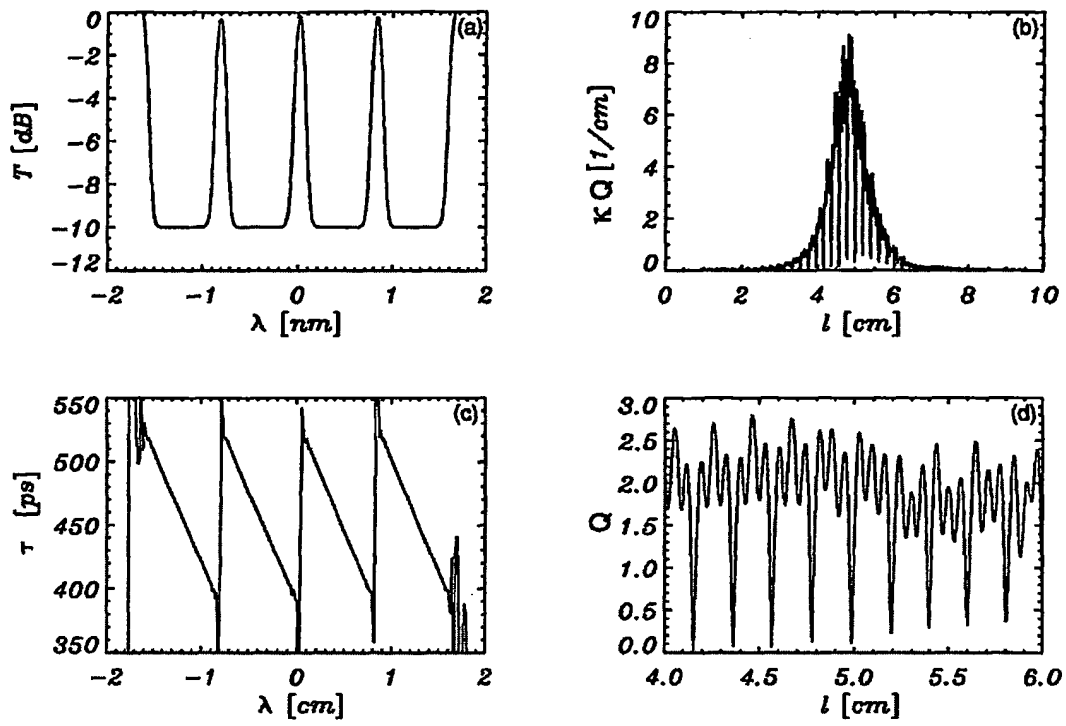 0
-2
-4
-6
-8
-10
-12
T [dB]
(a)
-2 -1 0 1 2
λ [nm]
10
8
6
4
2
0
κ Q [1/cm]
(b)
0 2 4 6 8 10
l [cm]
550
500
450
400
350
τ [ps]
(c)
-2 -1 0 1 2
λ [cm]
3.0
2.5
2.0
1.5
1.0
0.5
0.0
Q
(d)
4.0 4.5 5.0 5.5 6.0
l [cm]